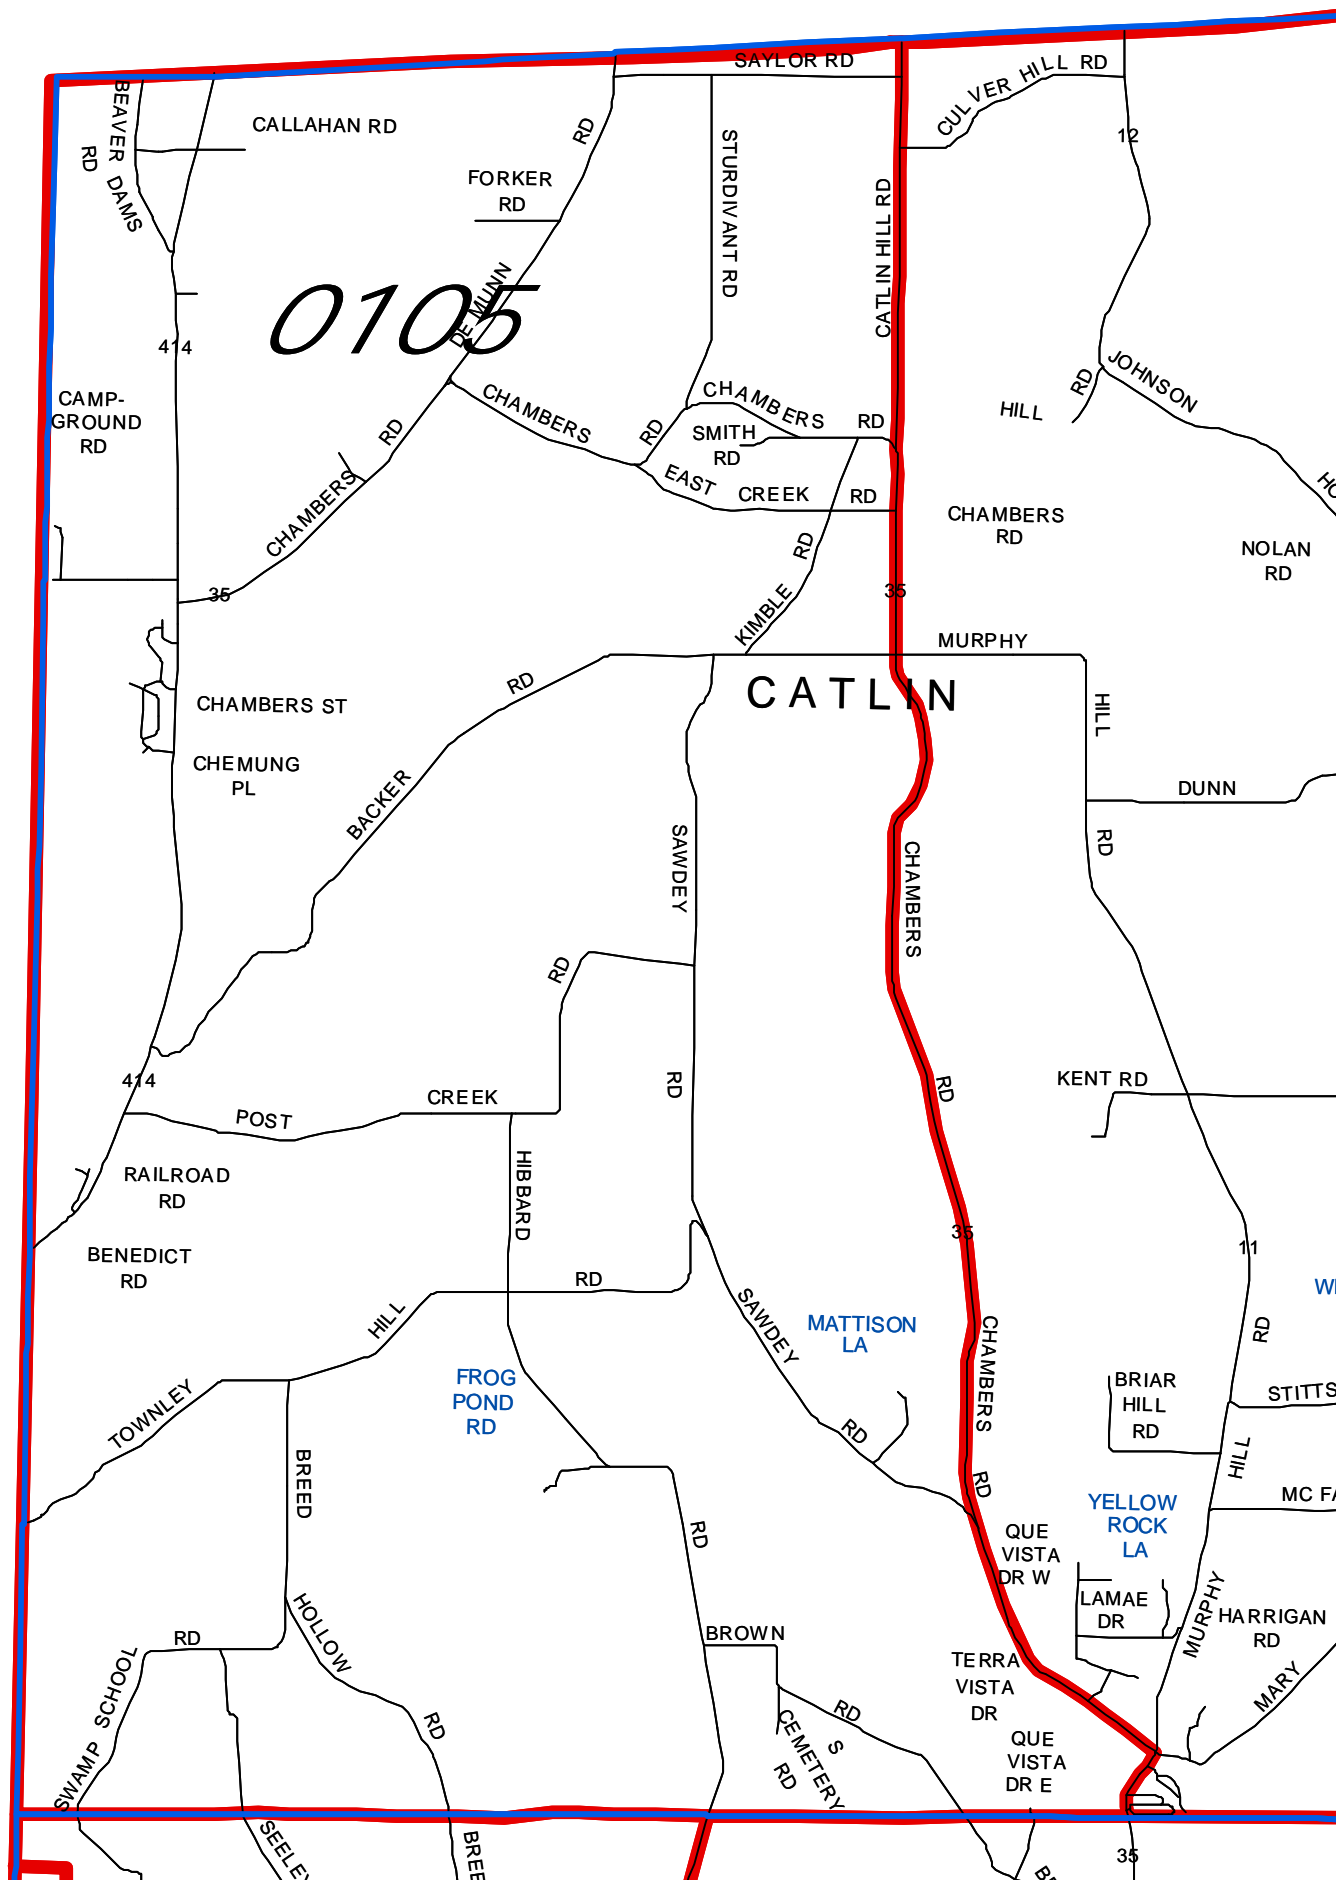 SAYLOR RD
CULVER HILL RD
BEAVER DAMS
RD
CALLAHAN RD
RD
12
FORKER
RD
STURDIVANT RD
CATLIN HILL RD
DE MUNN
0105
414
JOHNSON
RD
HILL
CAMP-
GROUND
RD
CHAMBERS
CHAMBERS
RD
RD
RD
SMITH
RD
EAST
CREEK
RD
CHAMBERS
CHAMBERS
RD
NOLAN
RD
RD
35
35
KIMBLE
MURPHY
RD
CATLIN
CHAMBERS ST
HILL
CHEMUNG
PL
DUNN
BACKER
SAWDEY
RD
CHAMBERS
RD
414
RD
RD
KENT RD
CREEK
POST
RAILROAD
RD
HIBBARD
35
11
BENEDICT
RD
RD
HILL
SAWDEY
MATTISON
LA
CHAMBERS
RD
FROG
POND
RD
TOWNLEY
BRIAR
HILL
RD
STITTS
RD
HILL
BREED
RD
YELLOW
ROCK
LA
RD
QUE
VISTA
DR W
LAMAE
DR
MURPHY
HARRIGAN
RD
HOLLOW
RD
BROWN
SWAMP SCHOOL
TERRA
VISTA
DR
MARY
RD
RD
S
CEMETERY
RD
QUE
VISTA
DR E
35